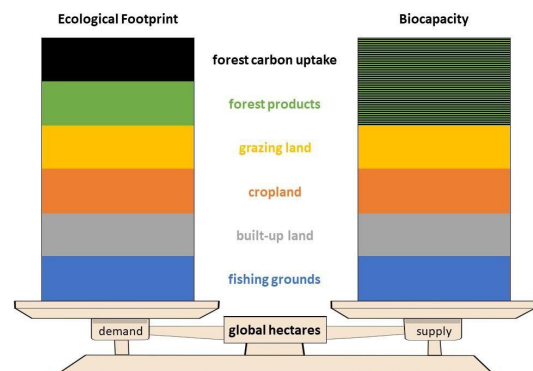 Ecological Footprint
Biocapacity
forest carbon uptake
forest products
grazing land
cropland
built-up land
fishing grounds
demand
global hectares
supply